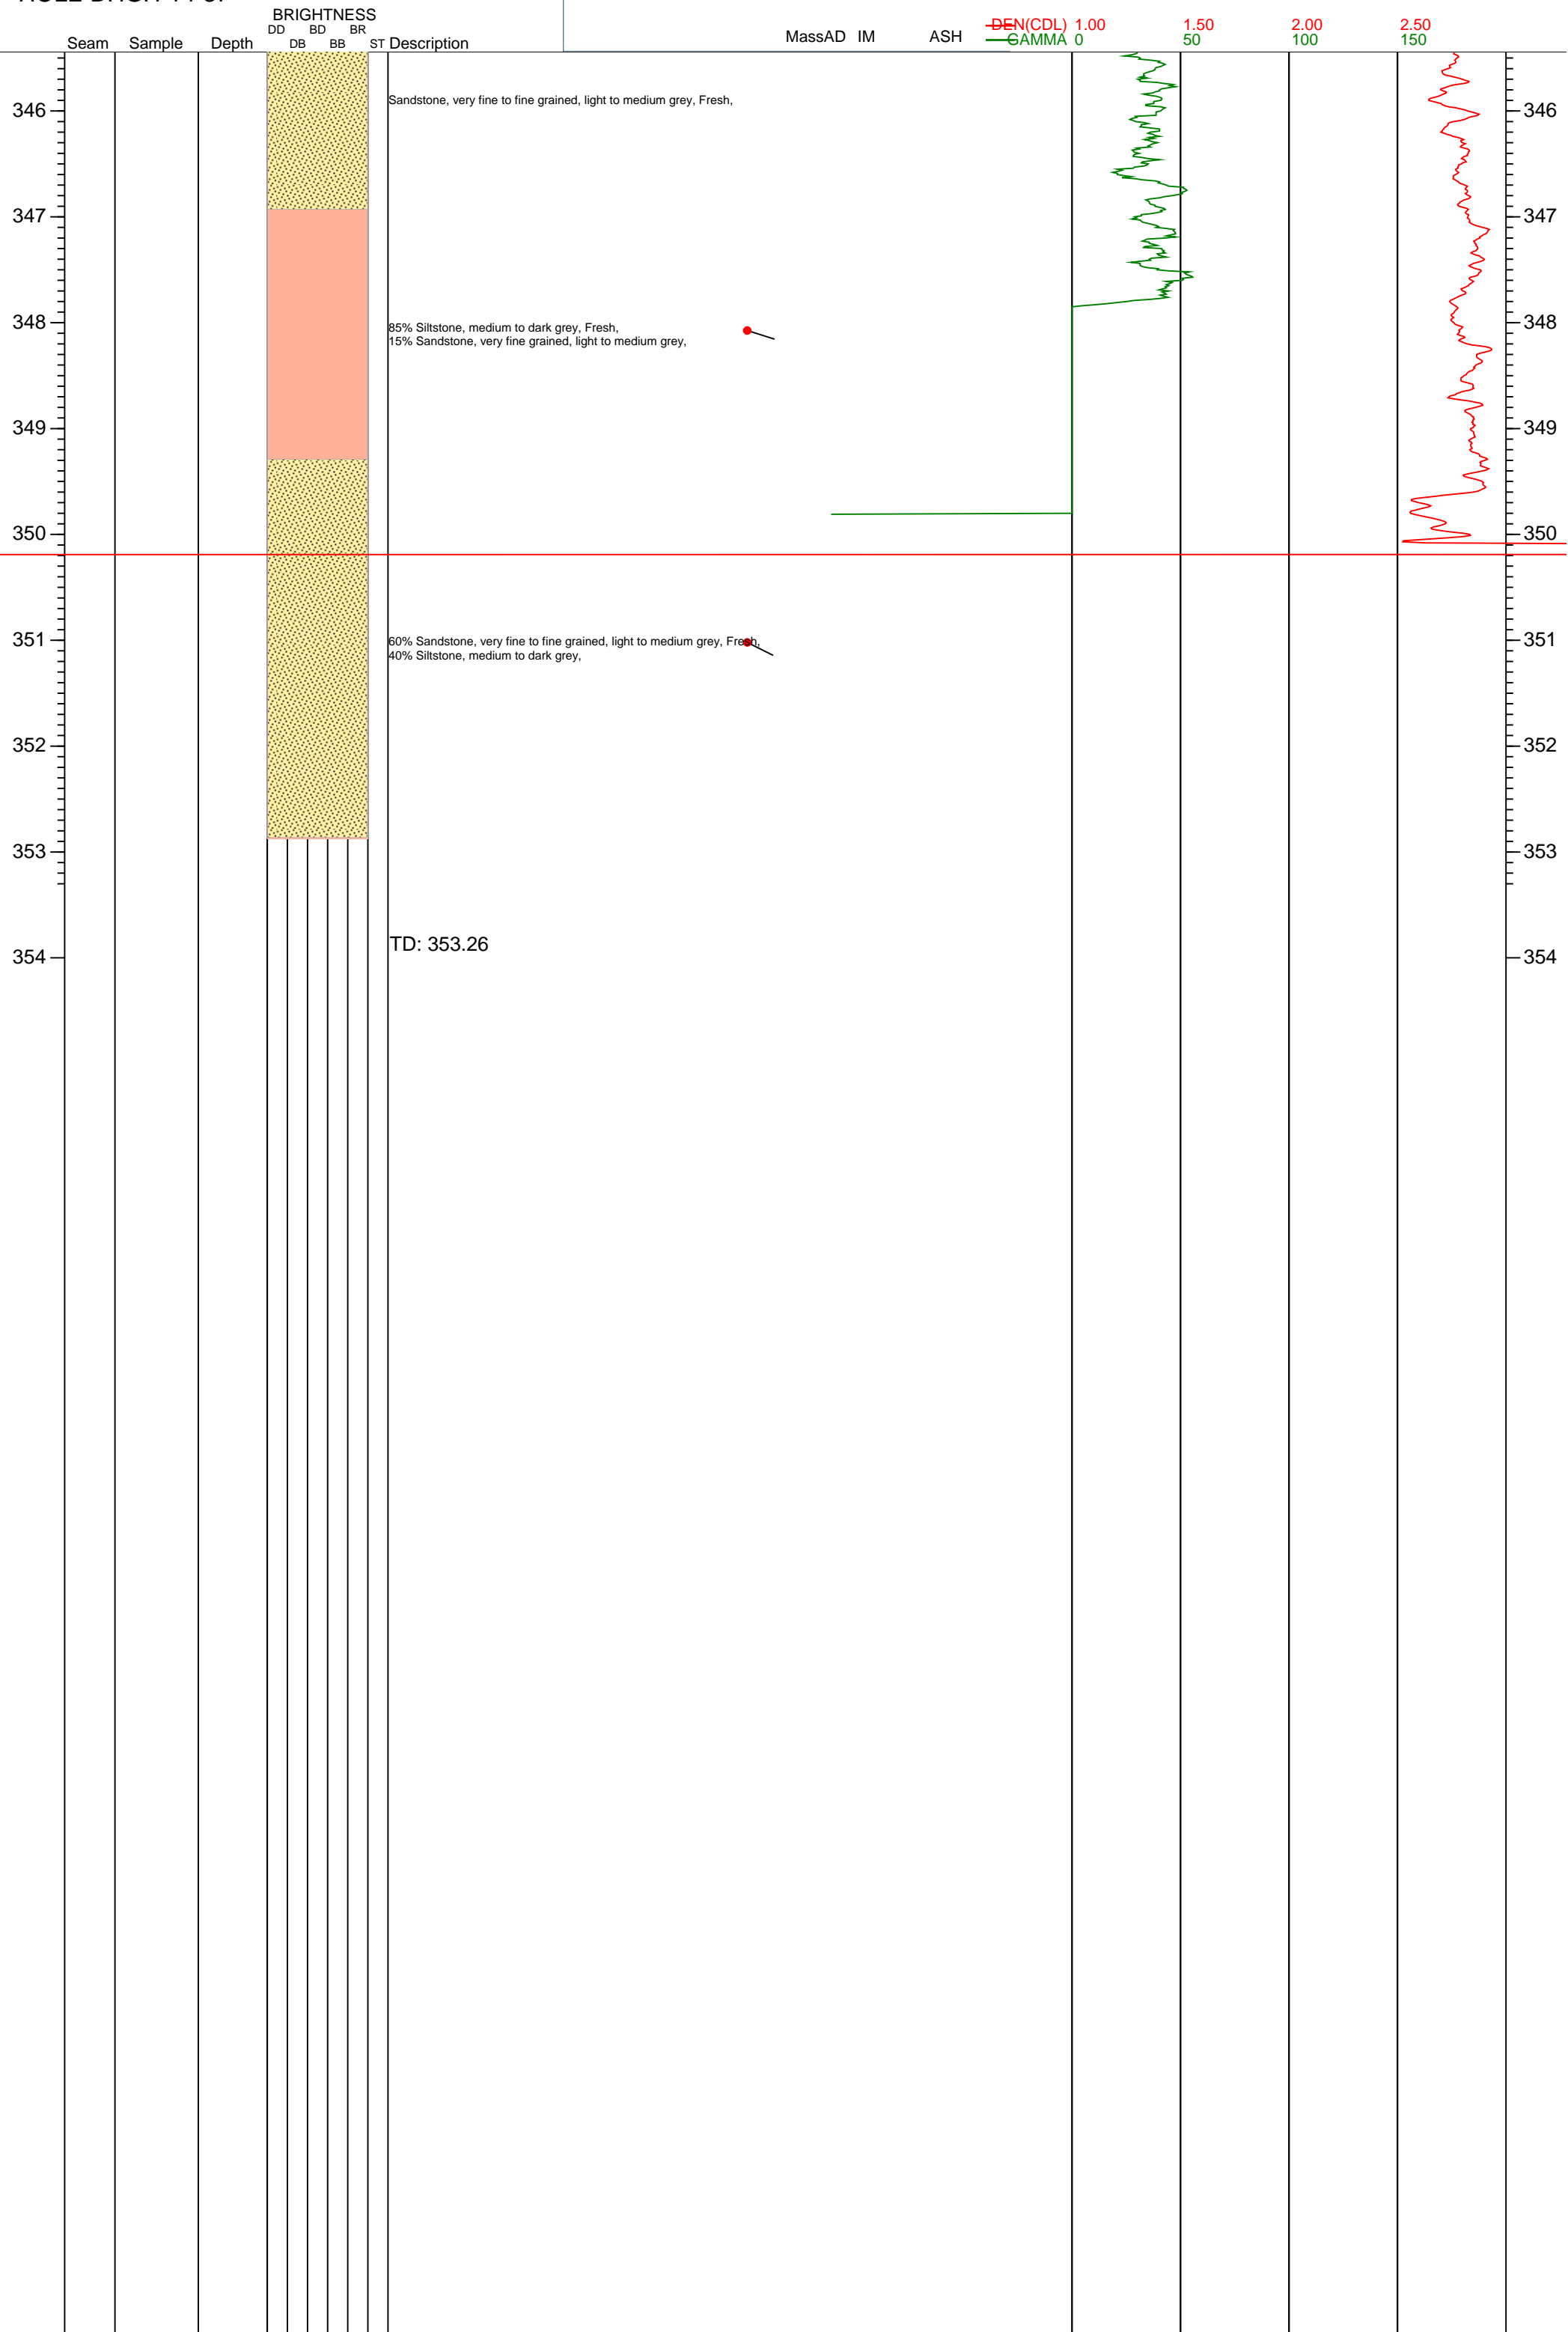 BRIGHTNESS
DD BD BR
DB BB ST
Seam Sample Depth Description MassAD IM ASH
DEN(CDL) 1.00 1.50 2.00 2.50
GAMMA 0 50 100 150
Sandstone, very fine to fine grained, light to medium grey, Fresh,
346 346
347 347
348 348
85% Siltstone, medium to dark grey, Fresh,
15% Sandstone, very fine grained, light to medium grey,
349 349
350 350
351 351
60% Sandstone, very fine to fine grained, light to medium grey, Fresh,
40% Siltstone, medium to dark grey,
352 352
353 353
TD: 353.26
354 354